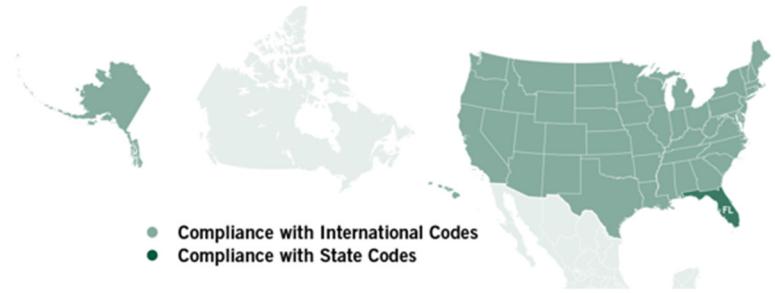 FL
Compliance with International Codes
Compliance with State Codes